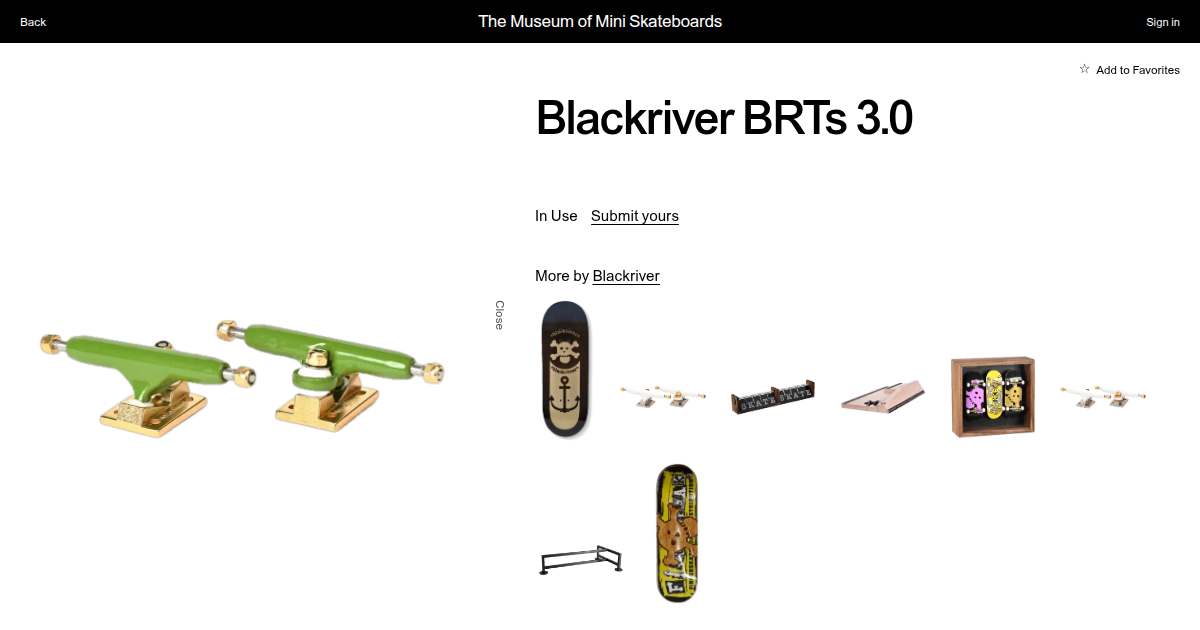 Back
The Museum of Mini Skateboards
Sign in
☆ Add to Favorites
Blackriver BRTs 3.0
In Use Submit yours
More by Blackriver
Close
SKATE SKATE